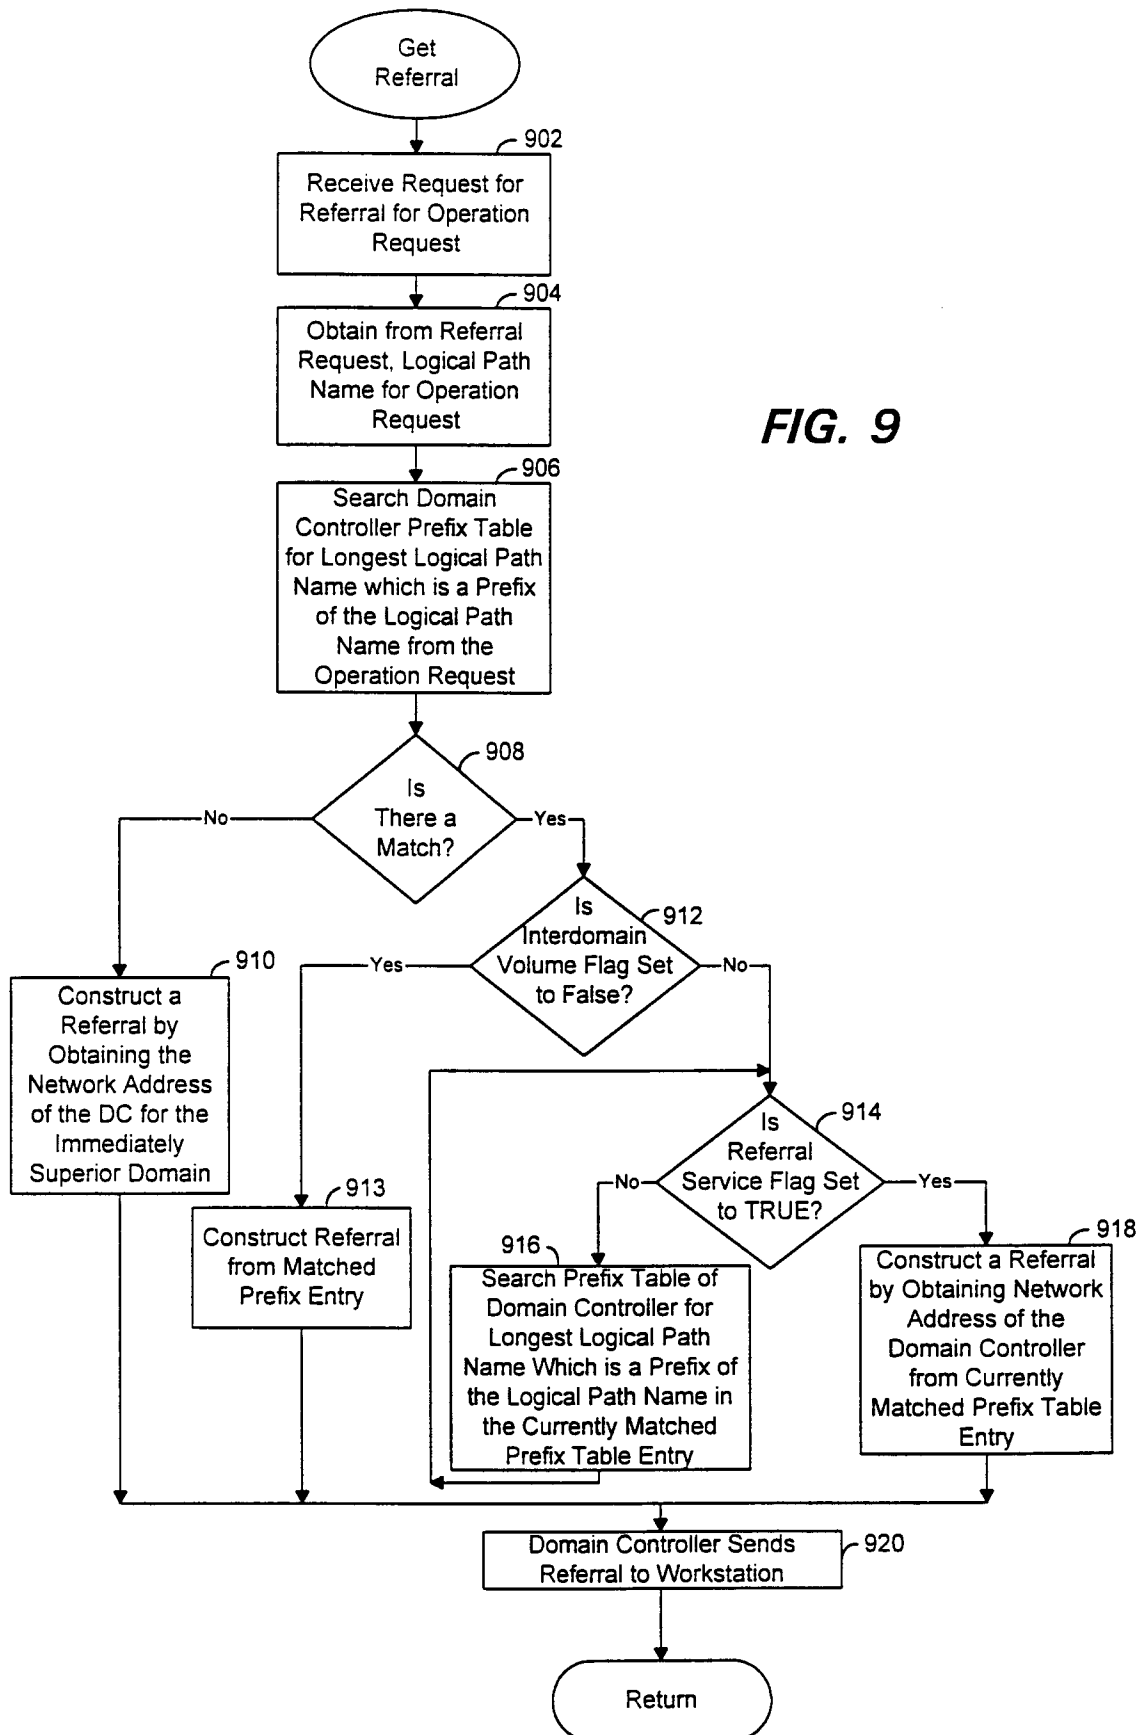 Get
Referral
902
Receive Request for
Referral for Operation
Request
904
Obtain from Referral
Request, Logical Path
Name for Operation
Request
FIG. 9
906
Search Domain
Controller Prefix Table
for Longest Logical Path
Name which is a Prefix
of the Logical Path
Name from the
Operation Request
908
Is
There a
Match?
No
Yes
912
Is
Interdomain
Volume Flag Set
to False?
Yes
No
910
Construct a
Referral by
Obtaining the
Network Address
of the DC for the
Immediately
Superior Domain
913
Construct Referral
from Matched
Prefix Entry
914
Is
Referral
Service Flag Set
to TRUE?
No
Yes
916
Search Prefix Table of
Domain Controller for
Longest Logical Path
Name Which is a Prefix of
the Logical Path Name in
the Currently Matched
Prefix Table Entry
918
Construct a Referral
by Obtaining Network
Address of the
Domain Controller
from Currently
Matched Prefix Table
Entry
920
Domain Controller Sends
Referral to Workstation
Return